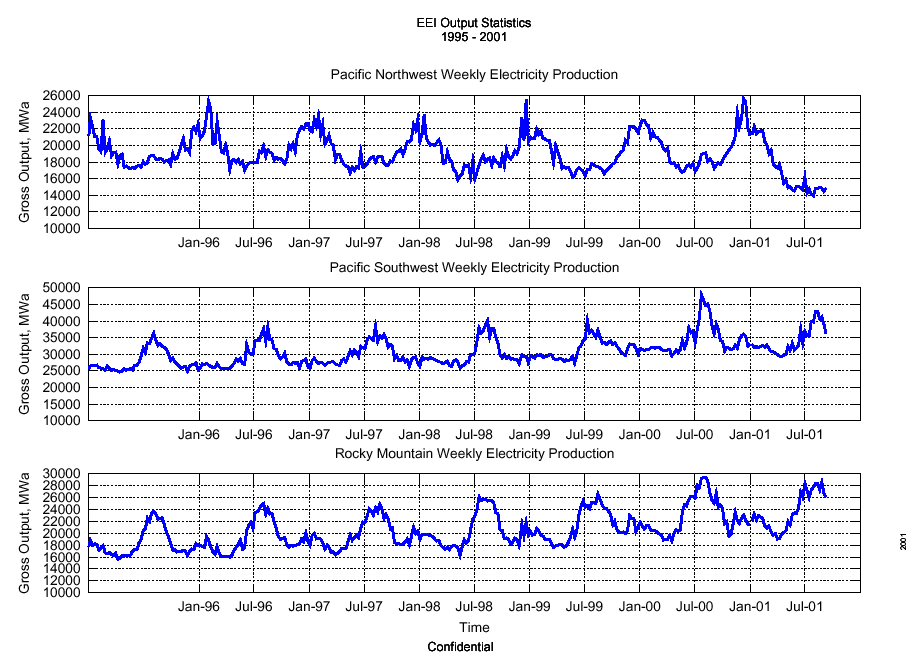 EEI Output Statistics
1995 - 2001
Pacific Northwest Weekly Electricity Production
Gross Output, MWa
26000
24000
22000
20000
18000
16000
14000
12000
10000
Jan-96 Jul-96 Jan-97 Jul-97 Jan-98 Jul-98 Jan-99 Jul-99 Jan-00 Jul-00 Jan-01 Jul-01
Pacific Southwest Weekly Electricity Production
Gross Output, MWa
50000
45000
40000
35000
30000
25000
20000
15000
10000
Jan-96 Jul-96 Jan-97 Jul-97 Jan-98 Jul-98 Jan-99 Jul-99 Jan-00 Jul-00 Jan-01 Jul-01
Rocky Mountain Weekly Electricity Production
Gross Output, MWa
30000
28000
26000
24000
22000
20000
18000
16000
14000
12000
10000
Jan-96 Jul-96 Jan-97 Jul-97 Jan-98 Jul-98 Jan-99 Jul-99 Jan-00 Jul-00 Jan-01 Jul-01
Time
Confidential
2001